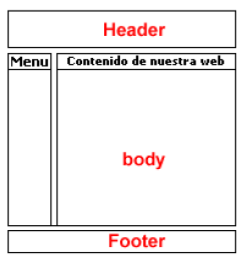 Header
Menu
Contenido de nuestra web
body
Footer